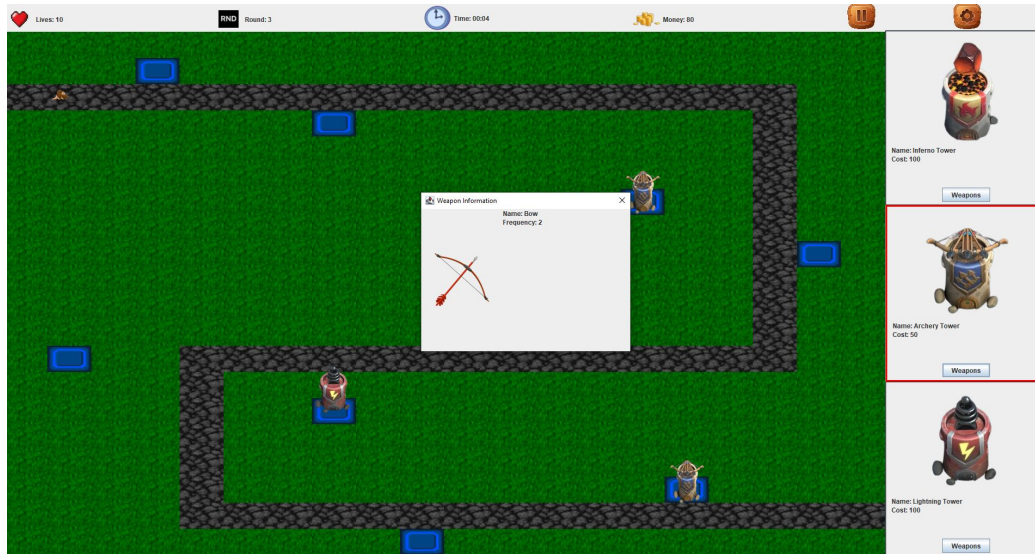 Lives: 10
RND
Round: 3
Time: 00:04
Money: 80
Weapon Information
Name: Bow
Frequency: 2
Name: Inferno Tower
Cost: 100
Weapons
Name: Archery Tower
Cost: 50
Weapons
Name: Lightning Tower
Cost: 100
Weapons